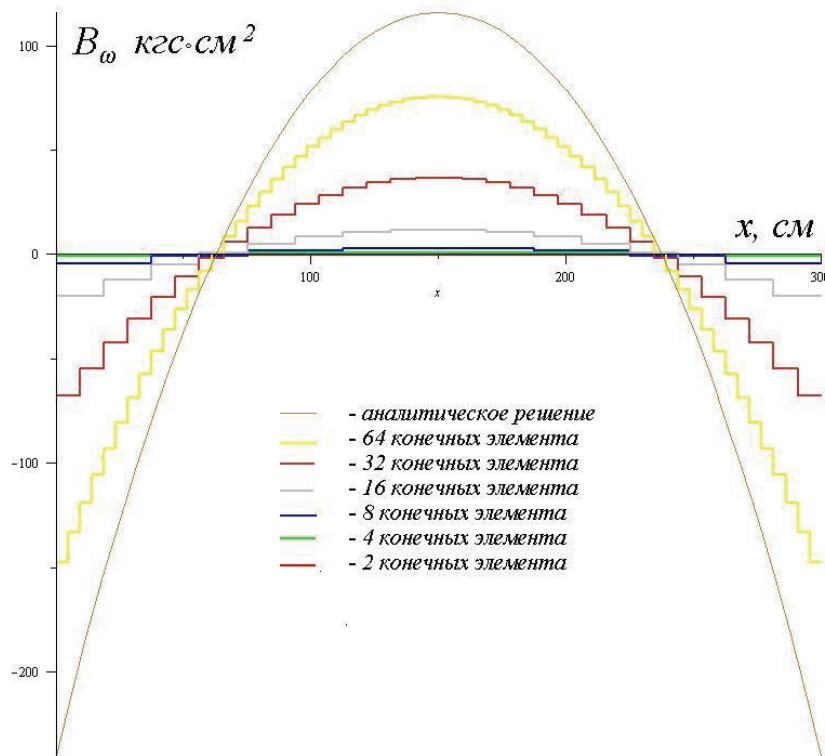 B_ω кгс·см²
100
0
x, см
100
200
300
x
- аналитическое решение
- 64 конечных элемента
- 32 конечных элемента
- 16 конечных элемента
- 8 конечных элемента
- 4 конечных элемента
- 2 конечных элемента
-100
-200